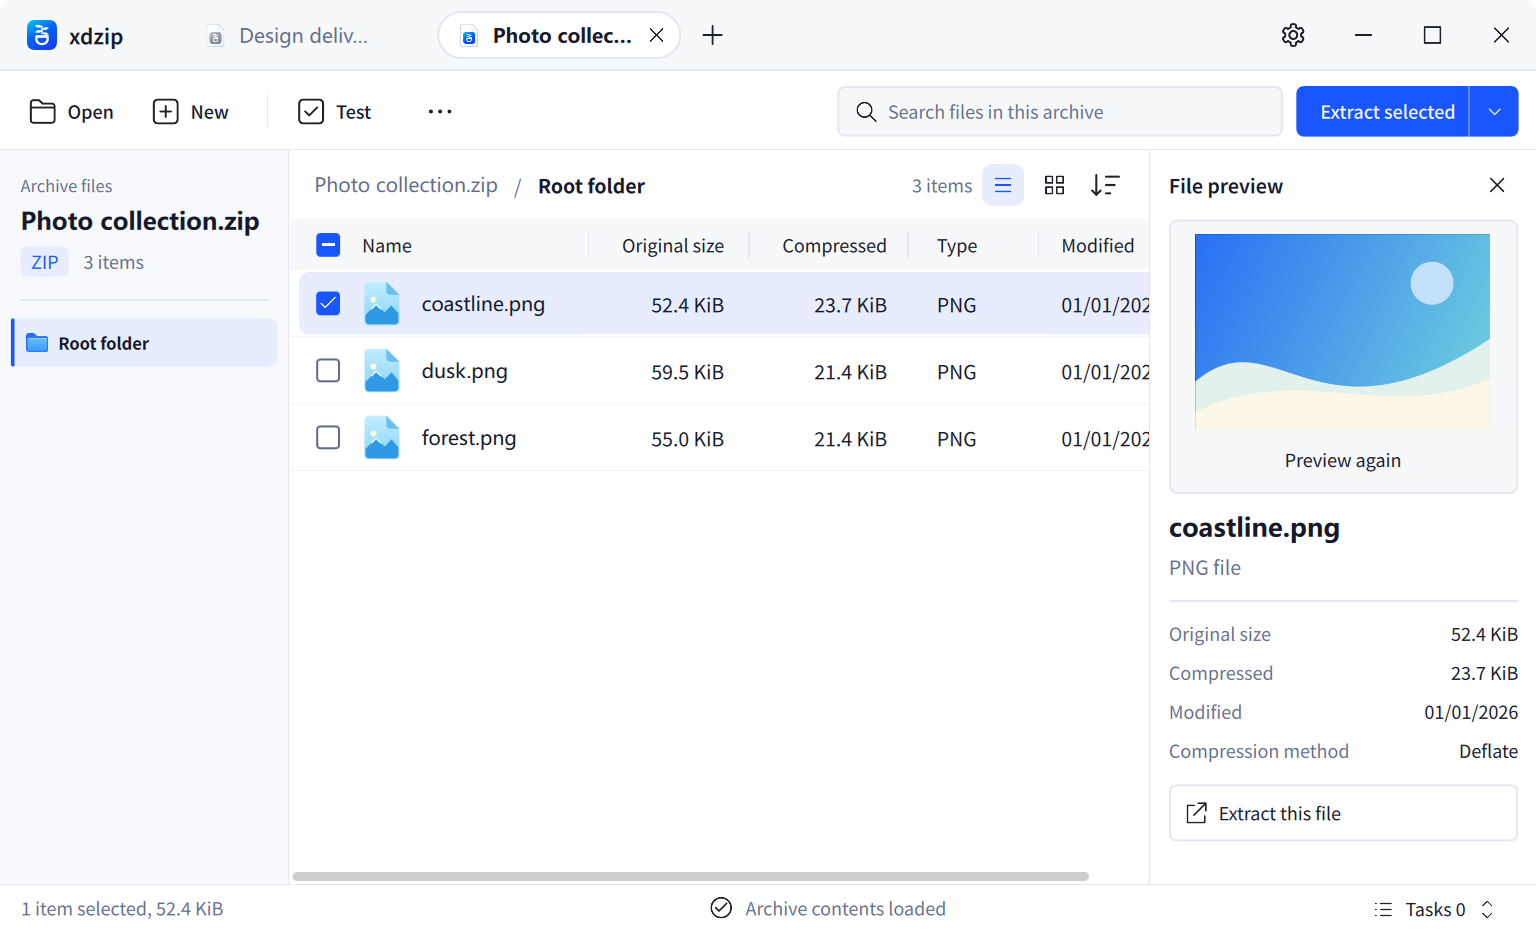 xdzip
Design deliv...
Photo collec...
Open
New
Test
Search files in this archive
Extract selected
Archive files
Photo collection.zip
ZIP
3 items
Root folder
Photo collection.zip / Root folder
3 items
Name Original size Compressed Type Modified
coastline.png 52.4 KiB 23.7 KiB PNG 01/01/202
dusk.png 59.5 KiB 21.4 KiB PNG 01/01/202
forest.png 55.0 KiB 21.4 KiB PNG 01/01/202
File preview
Preview again
coastline.png
PNG file
Original size 52.4 KiB
Compressed 23.7 KiB
Modified 01/01/2026
Compression method Deflate
Extract this file
1 item selected, 52.4 KiB
Archive contents loaded
Tasks 0